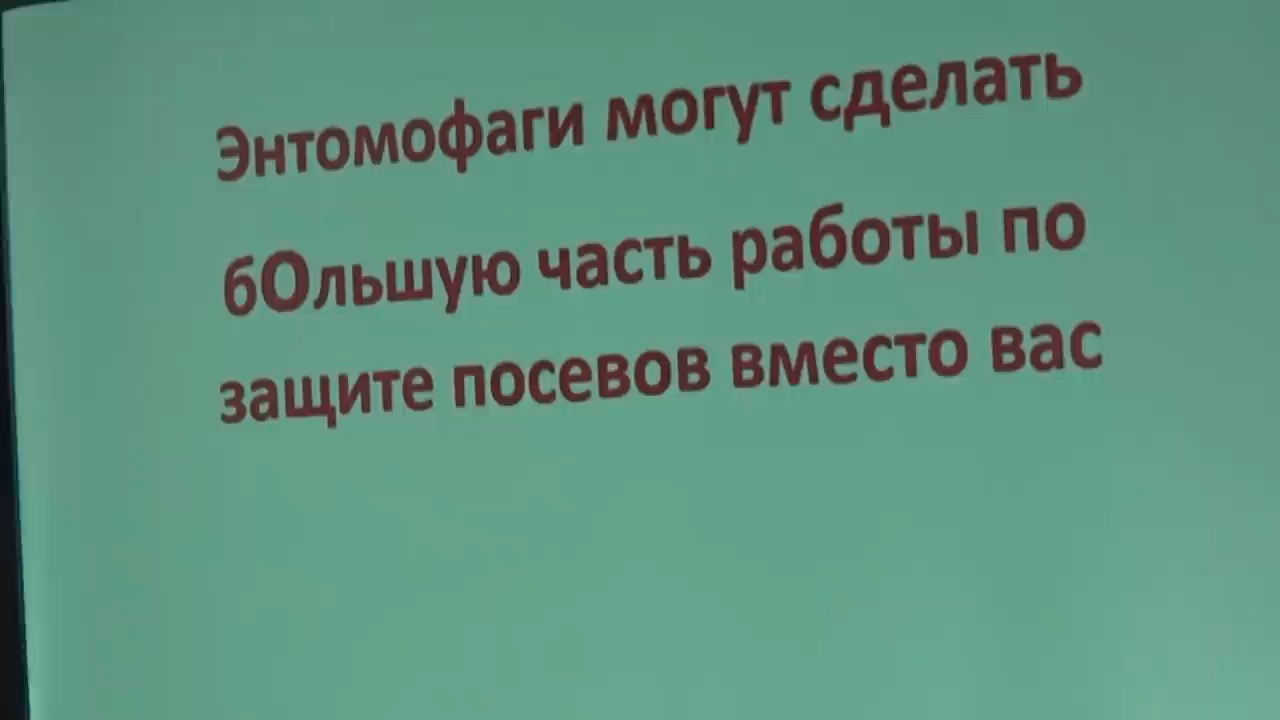 Энтомофаги могут сделать
бОльшую часть работы по
защите посевов вместо вас